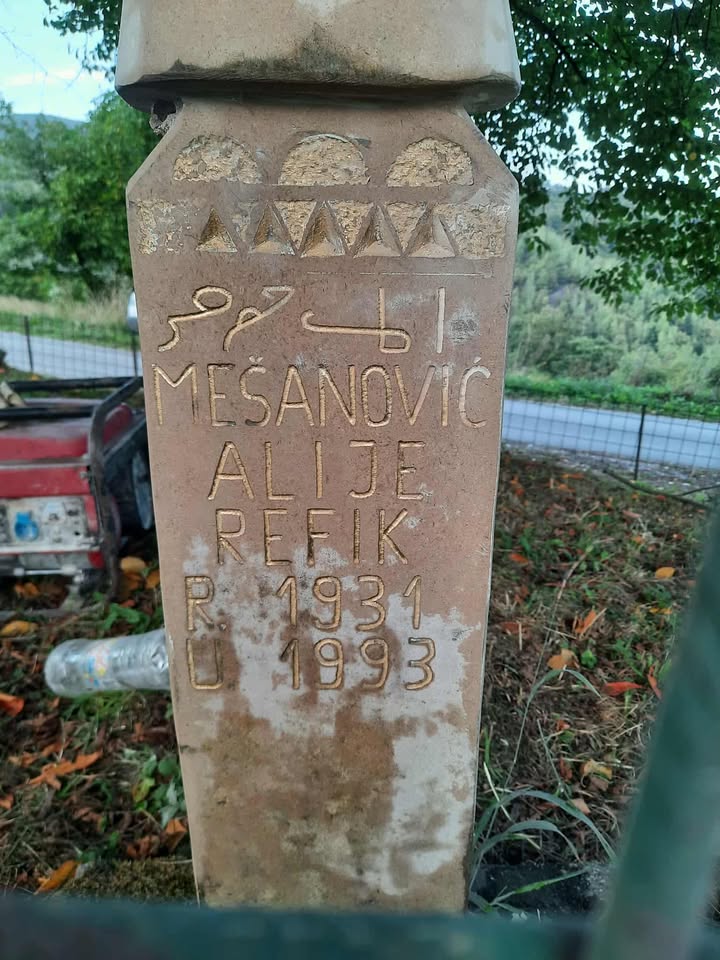 MEŠANOVIĆ
ALIJE
REFIK
R. 1931
U 1993